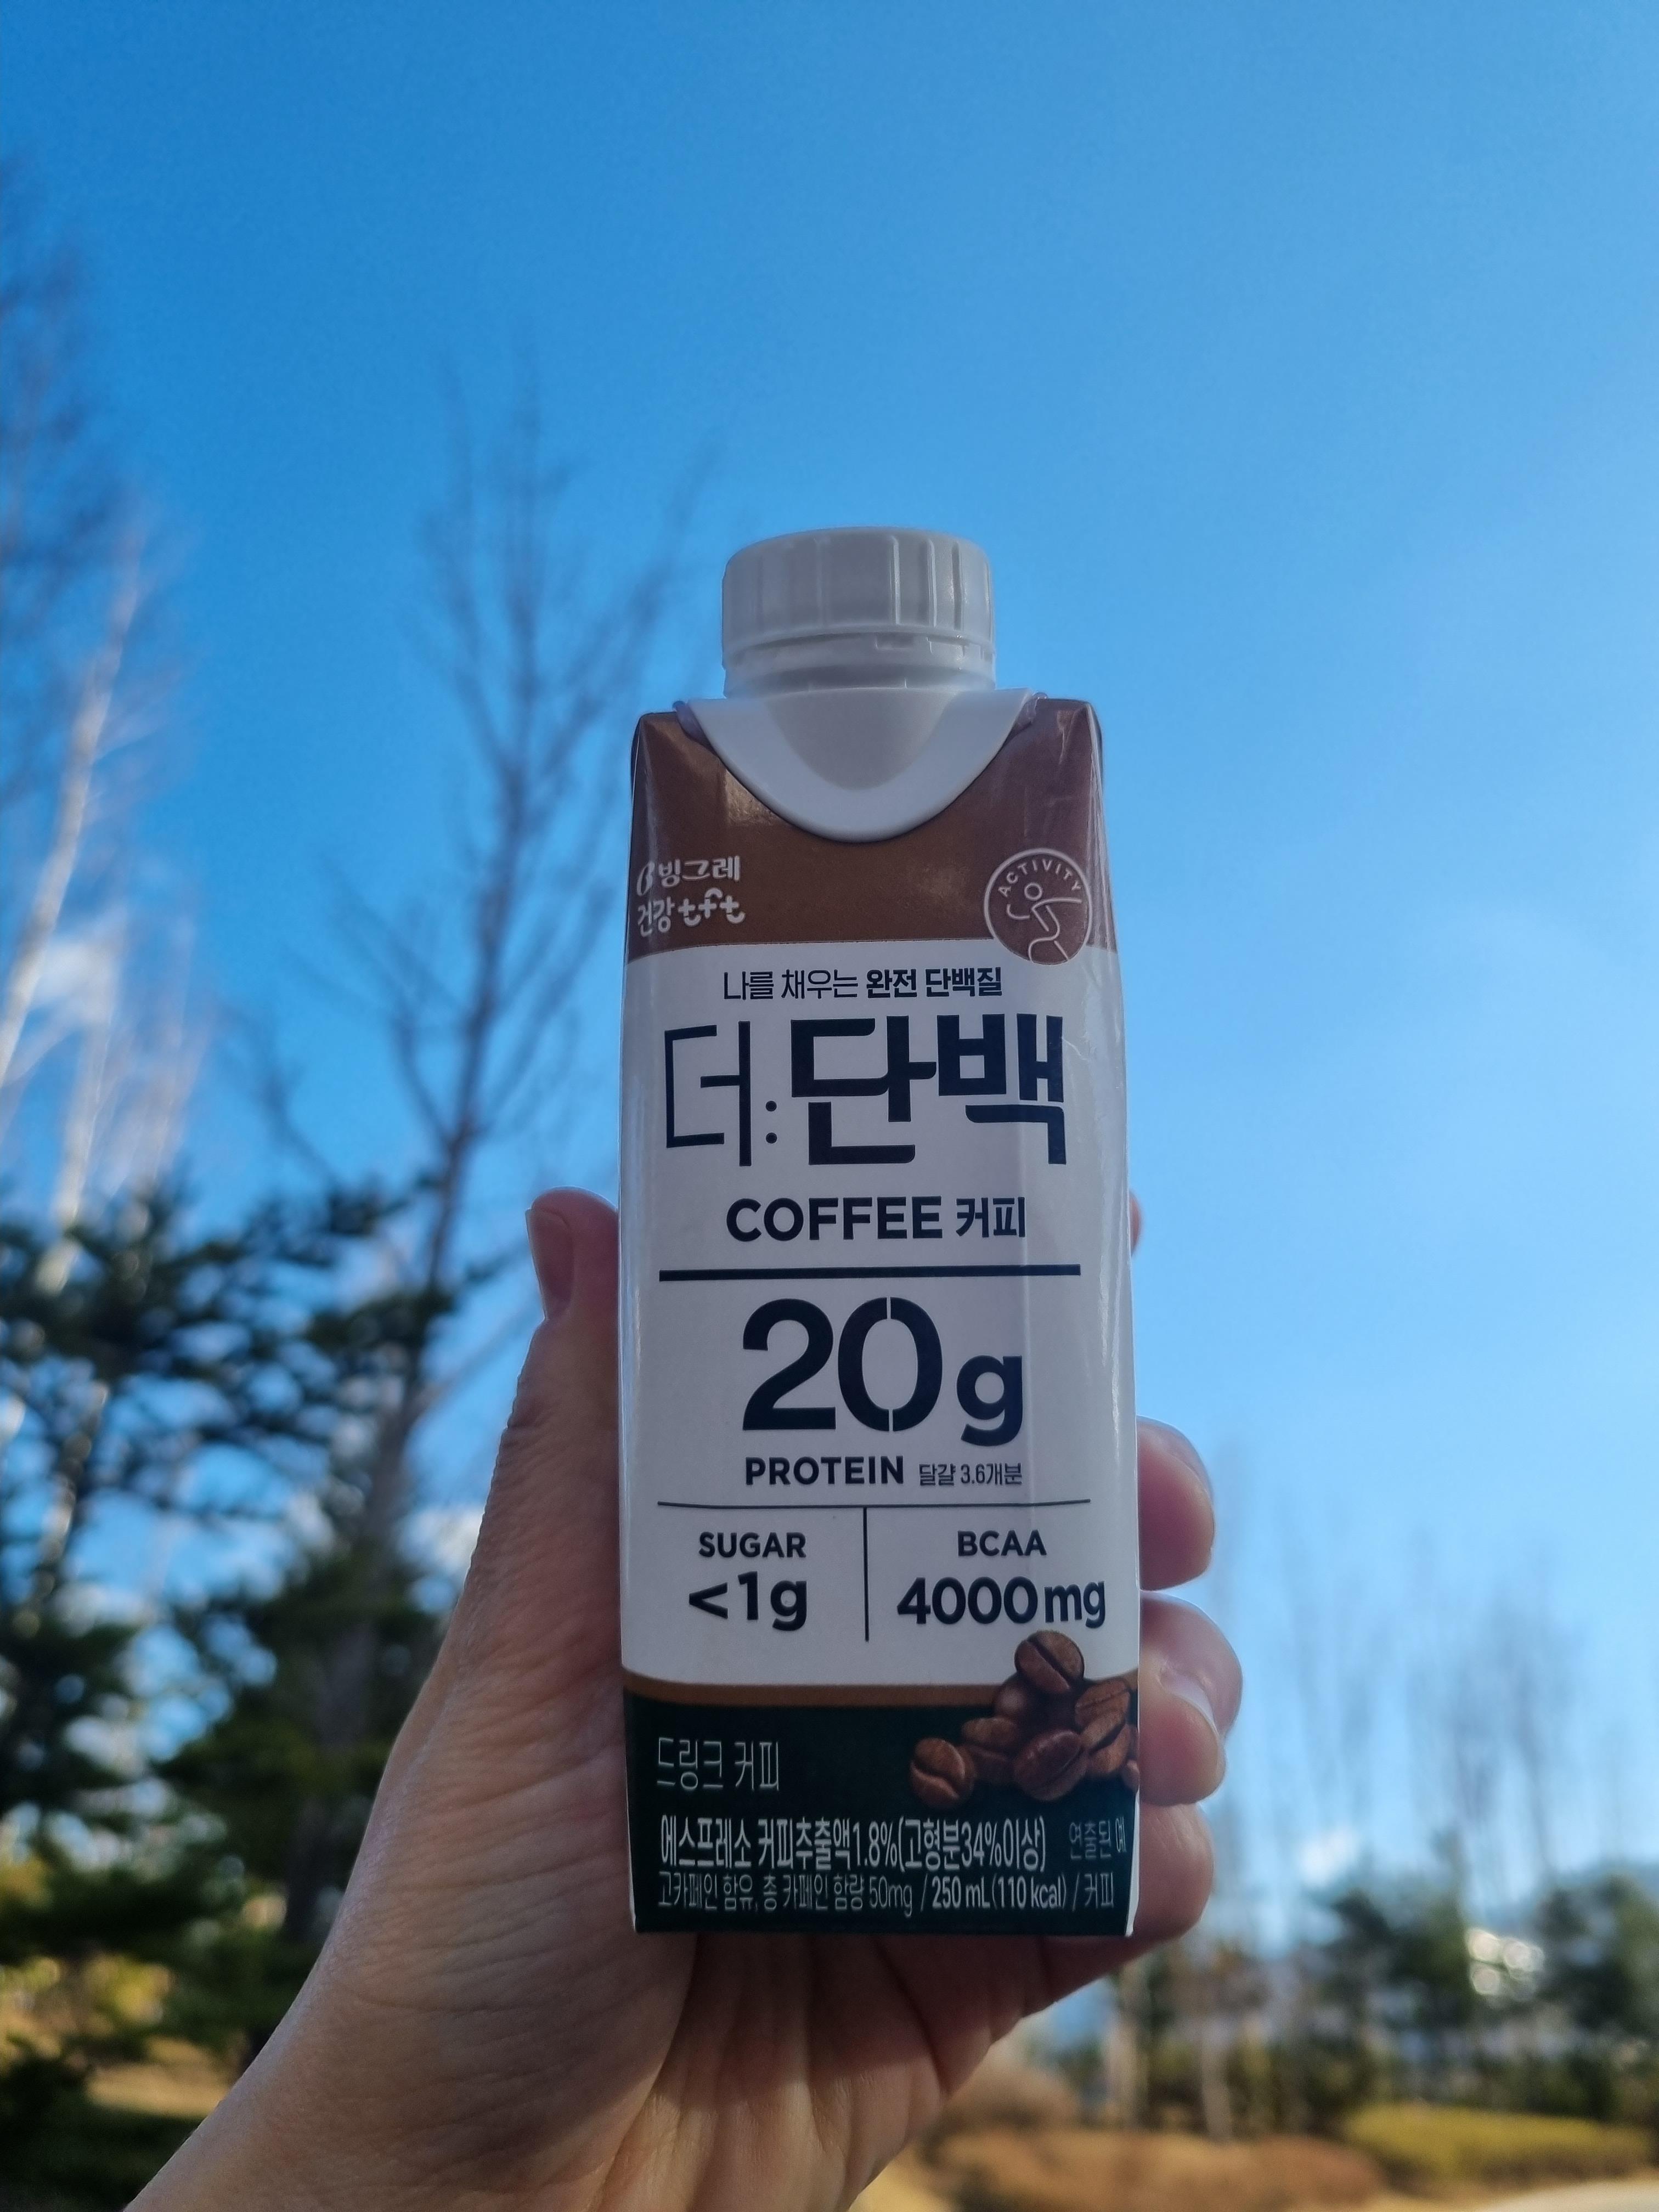 빙그레
건강 tft
ACTIVITY
나를 채우는 완전 단백질
더:단백
COFFEE 커피
20g
PROTEIN 달걀 3.6개분
SUGAR
<1g
BCAA
4000mg
드링크 커피
에스프레소 커피추출액1.8%(고형분34%이상) 연출된 예
고카페인 함유, 총 카페인 함량 50mg / 250 mL(110 kcal) / 커피